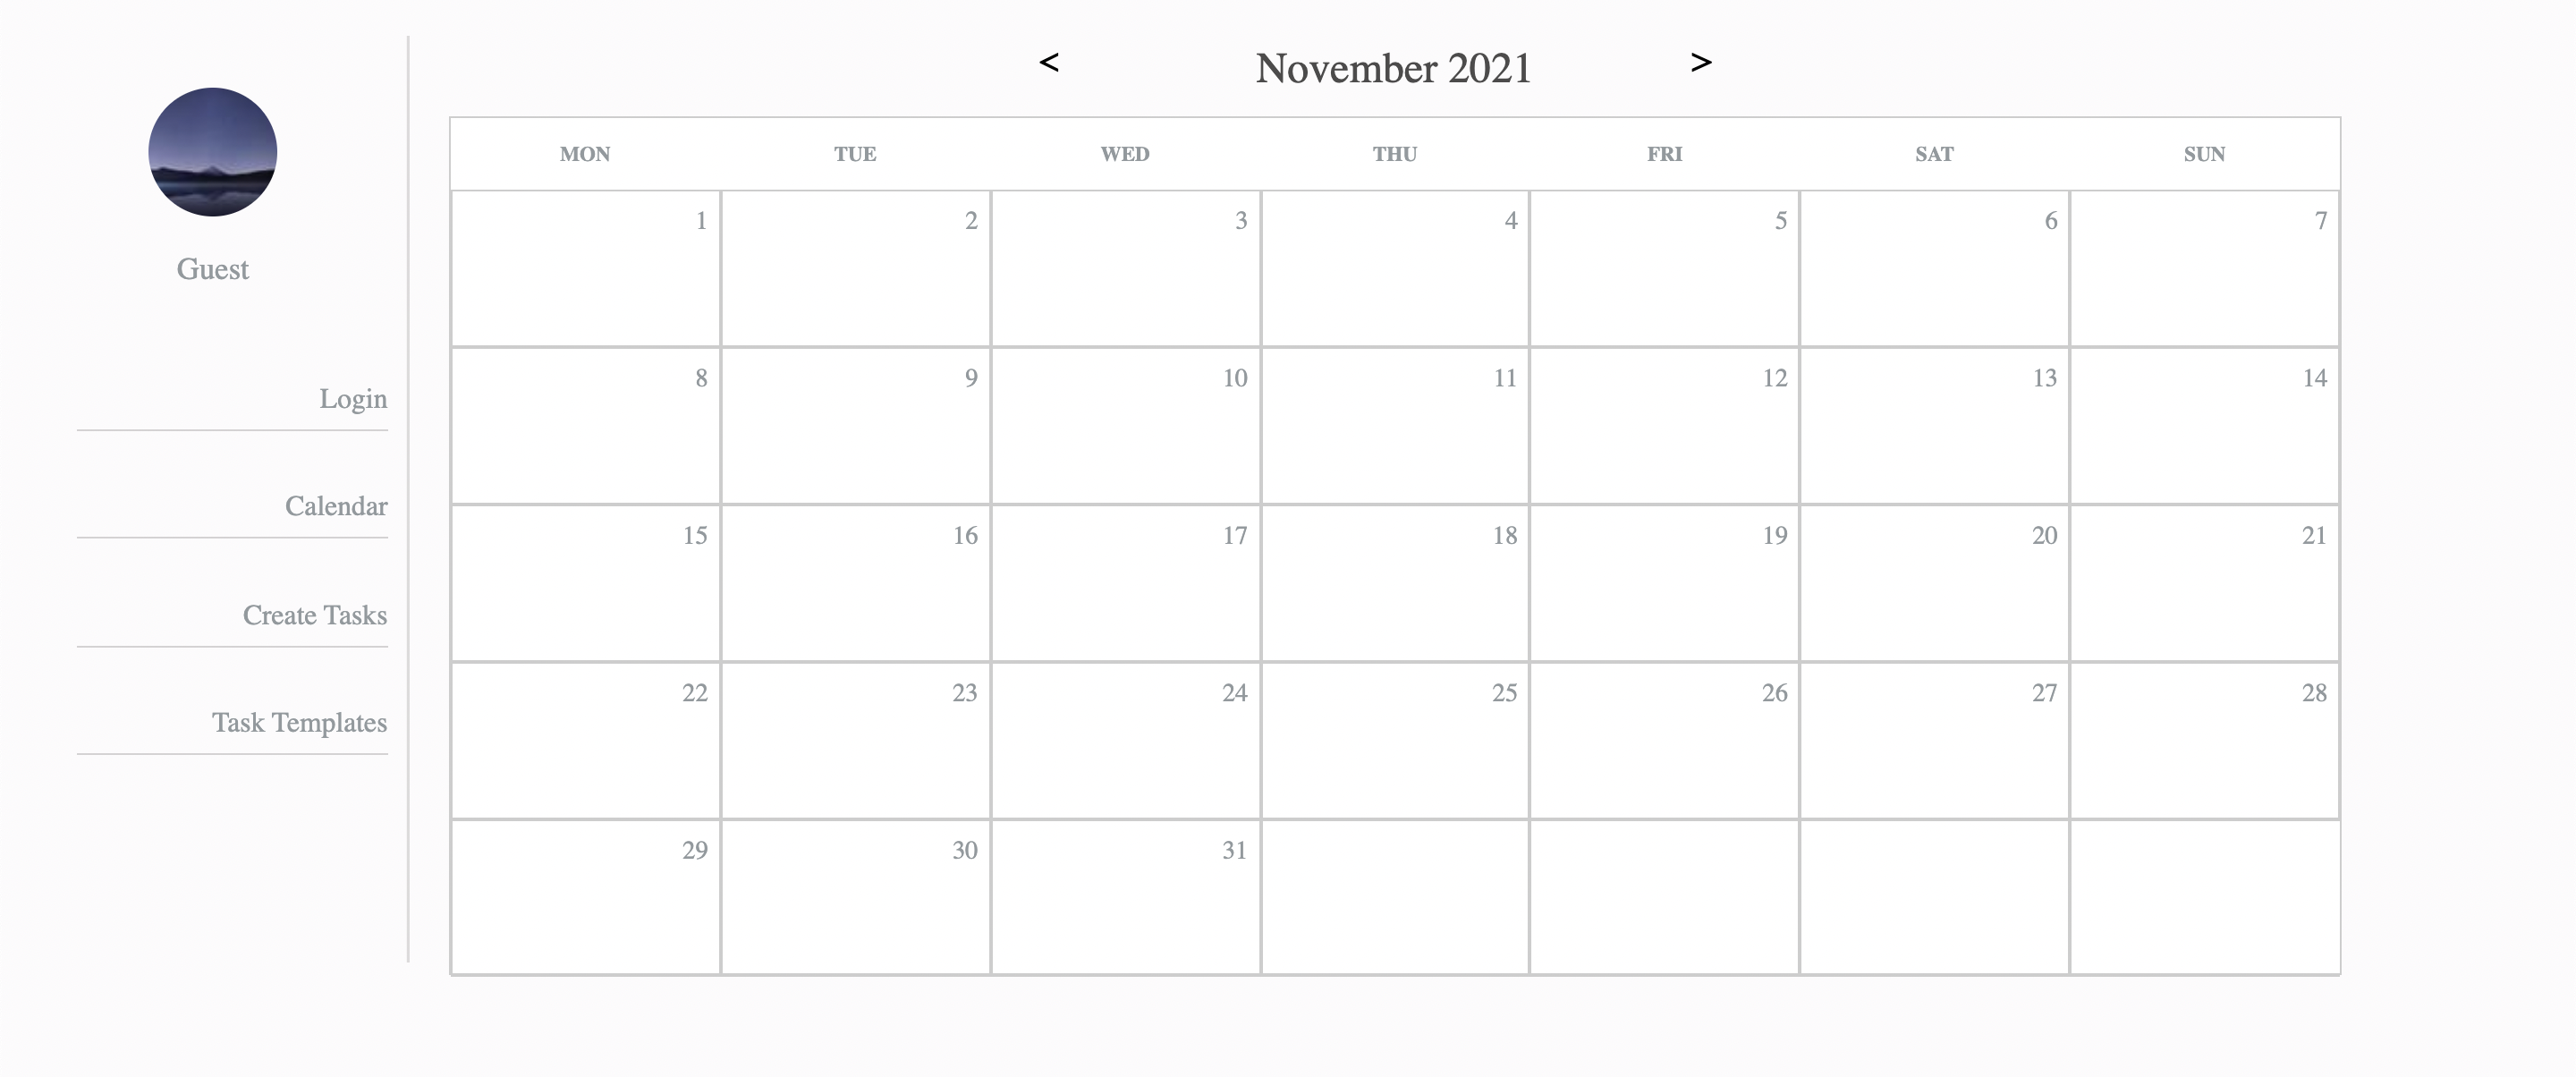 Guest
Login
Calendar
Create Tasks
Task Templates
< November 2021 >
MON TUE WED THU FRI SAT SUN
1 2 3 4 5 6 7
8 9 10 11 12 13 14
15 16 17 18 19 20 21
22 23 24 25 26 27 28
29 30 31